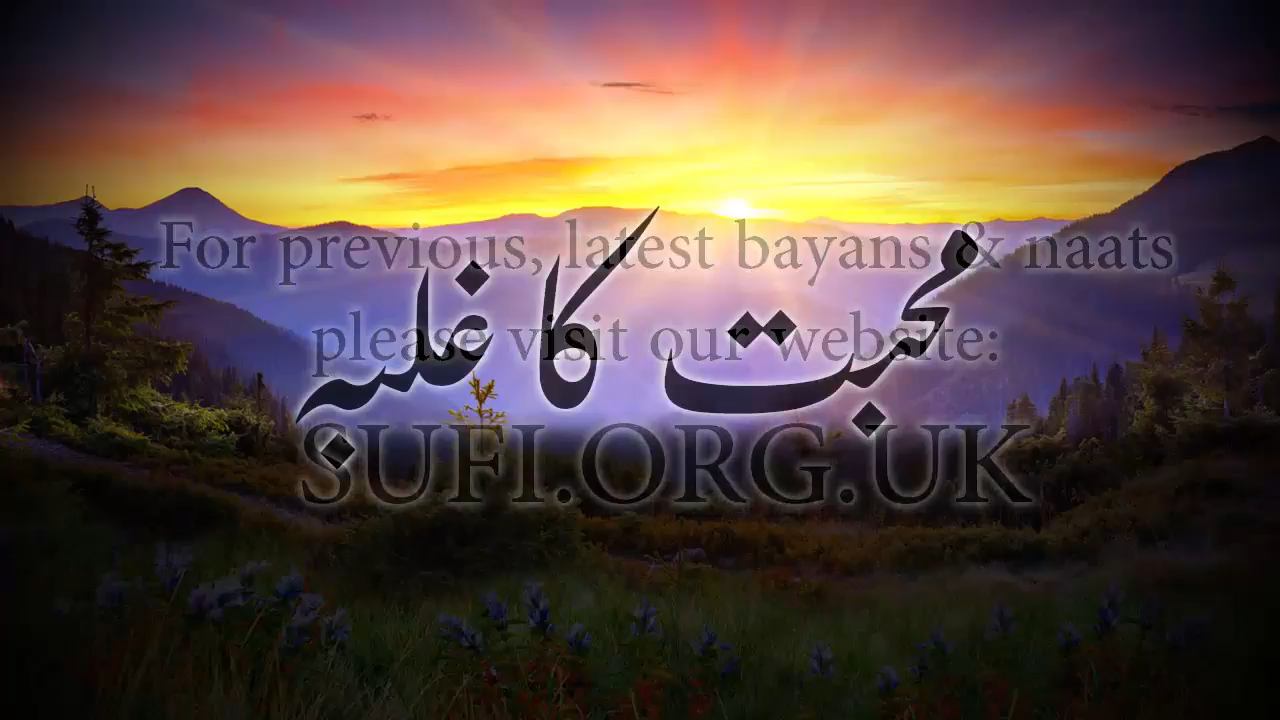 For previous, latest bayans & naats
محبت کا غلبہ
please visit our website:
SUFI.ORG.UK